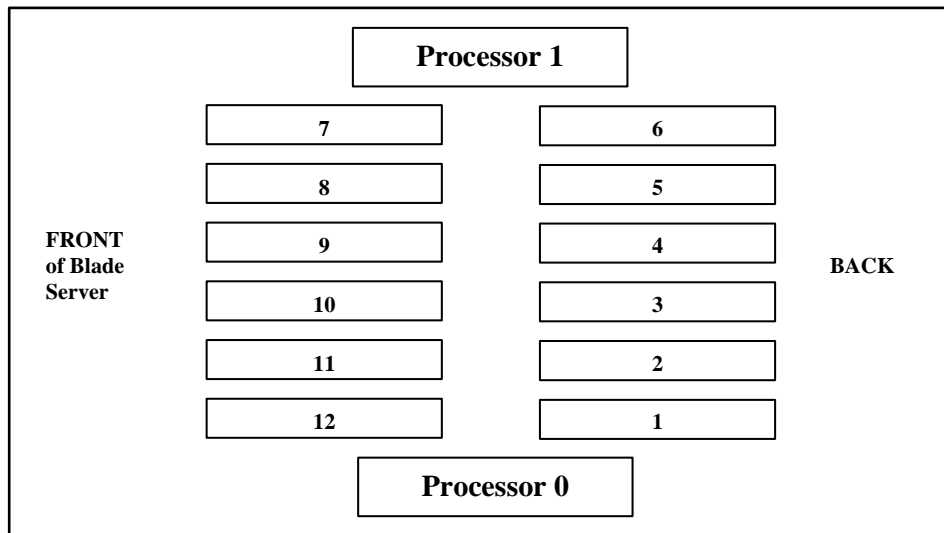 Processor 1
7
6
8
5
FRONT
of Blade
Server
9
4
BACK
10
3
11
2
12
1
Processor 0